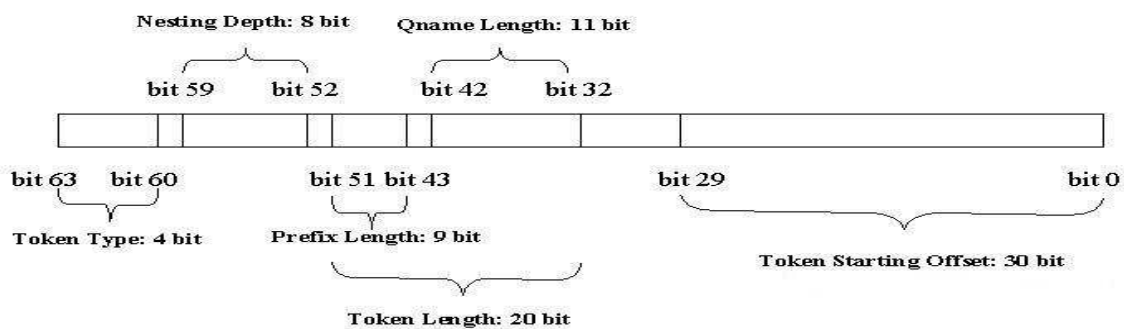 Nesting Depth: 8 bit Qname Length: 11 bit
bit 59 bit 52 bit 42 bit 32
bit 63 bit 60 bit 51 bit 43 bit 29 bit 0
Token Type: 4 bit Prefix Length: 9 bit
Token Starting Offset: 30 bit
Token Length: 20 bit